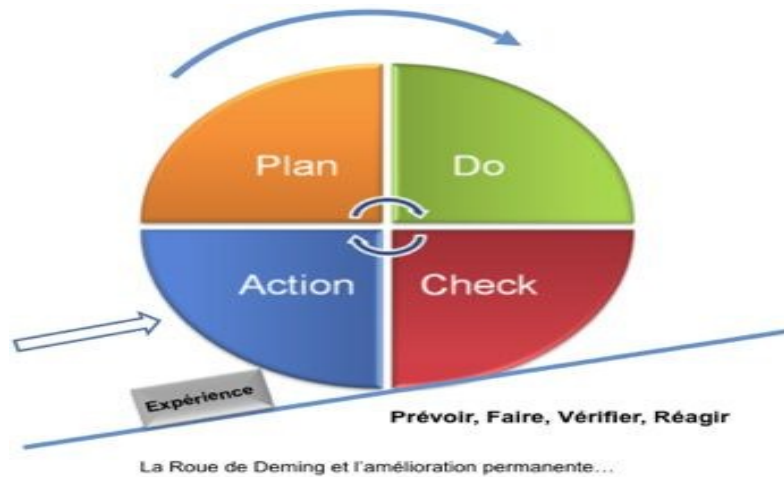 Plan
Do
Action
Check
Expérience
Prévoir, Faire, Vérifier, Réagir
La Roue de Deming et l'amélioration permanente...